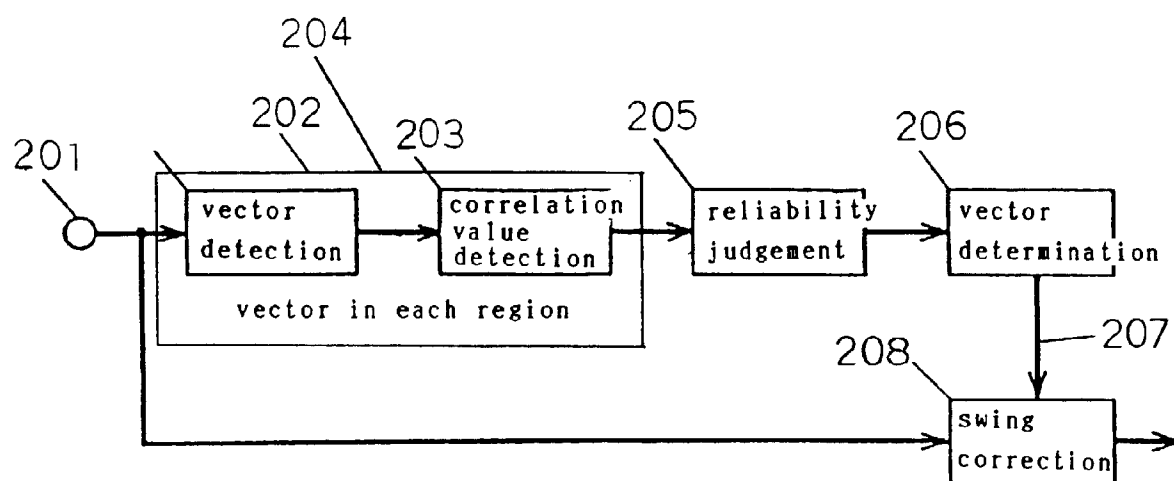 204
202
203
205
206
201
vector
detection
correlation
value
detection
reliability
judgement
vector
determination
vector in each region
207
208
swing
correction